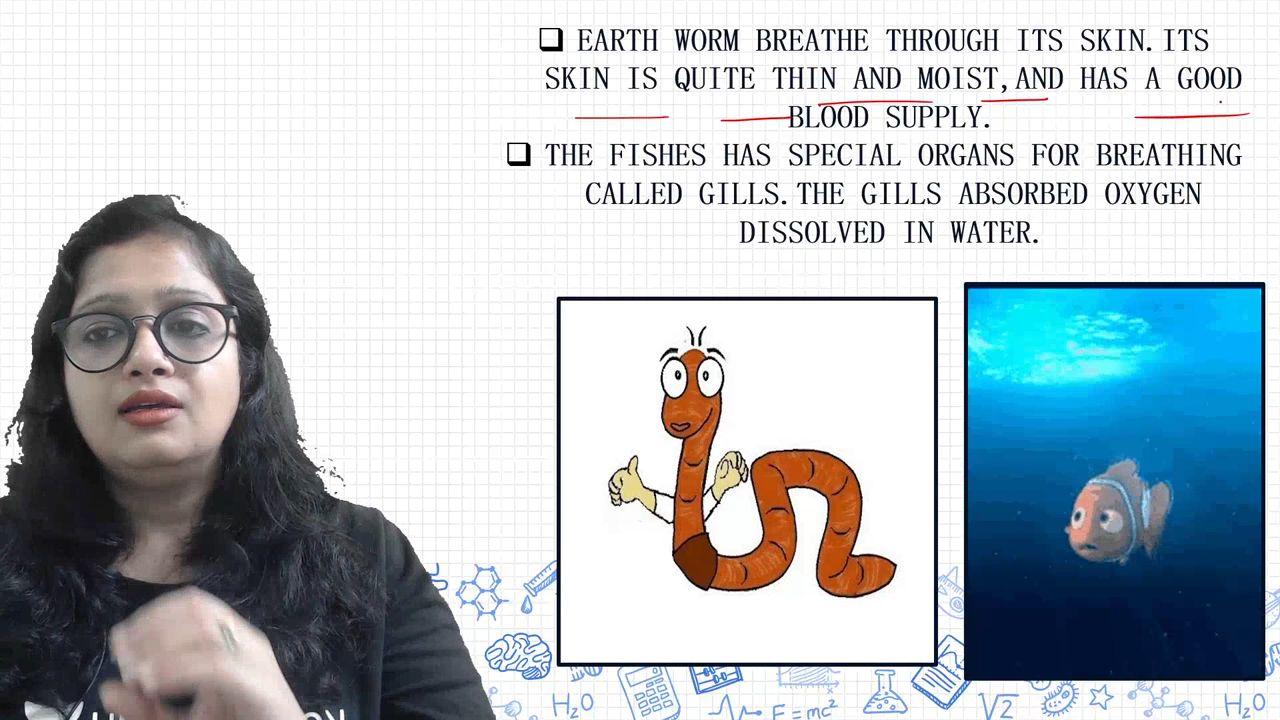 ❑ EARTH WORM BREATHE THROUGH ITS SKIN.ITS
SKIN IS QUITE THIN AND MOIST,AND HAS A GOOD
BLOOD SUPPLY.
❑ THE FISHES HAS SPECIAL ORGANS FOR BREATHING
CALLED GILLS.THE GILLS ABSORBED OXYGEN
DISSOLVED IN WATER.
H₂O
E=mc²
√2
H₂O